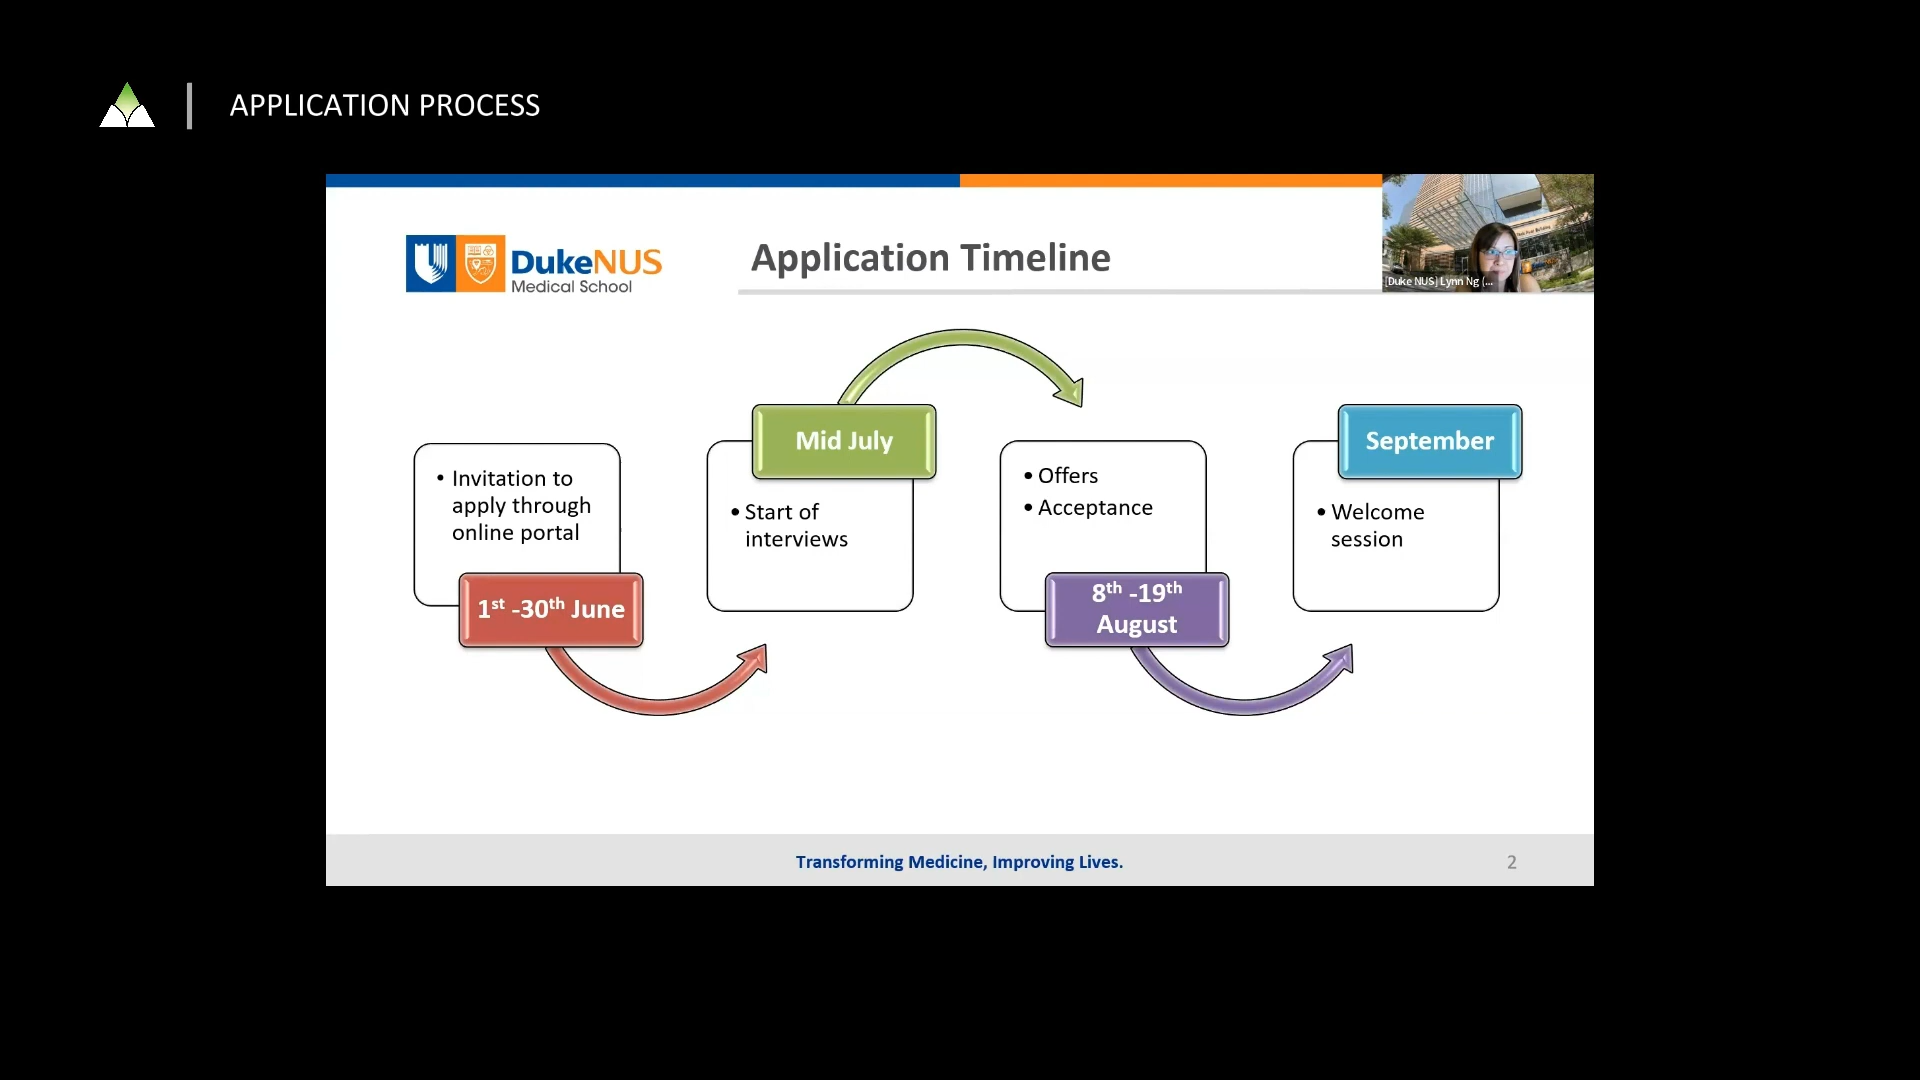 APPLICATION PROCESS
DukeNUS
Medical School
Application Timeline
[Duke NUS] Lynn Ng (...
• Invitation to
apply through
online portal
1st -30th June
Mid July
• Start of
interviews
• Offers
• Acceptance
8th -19th
August
September
• Welcome
session
Transforming Medicine, Improving Lives.
2